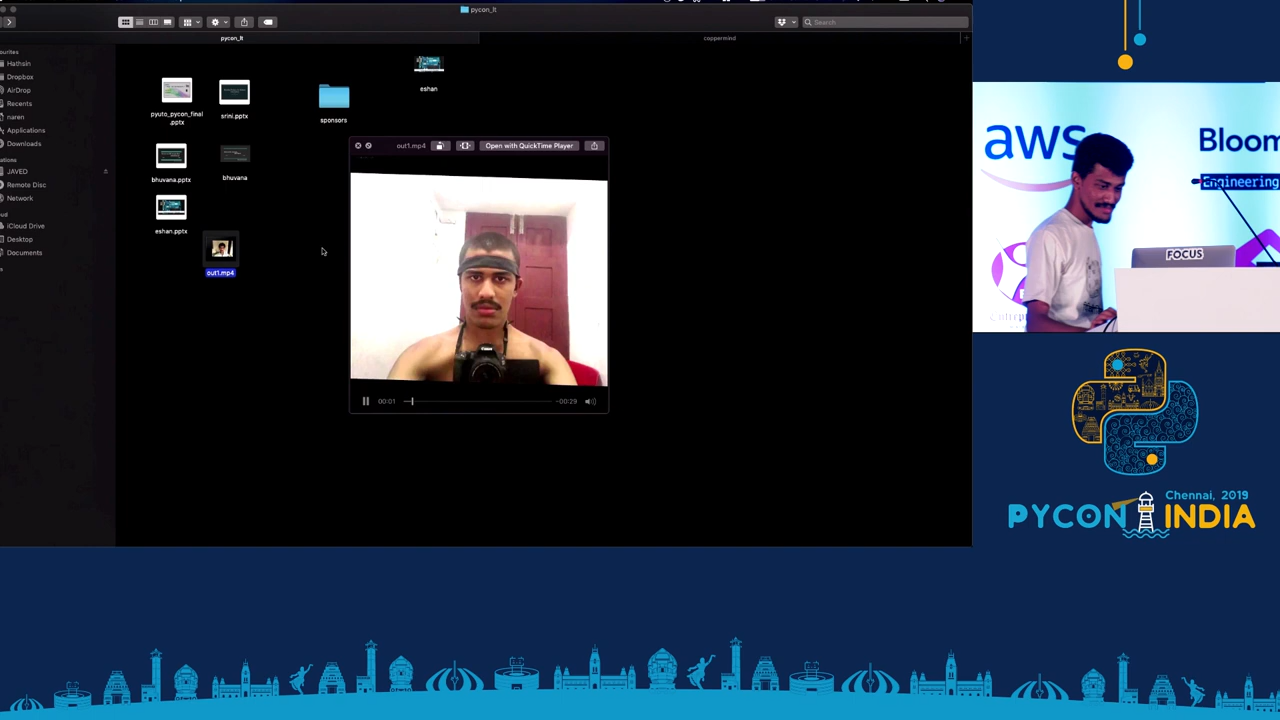 pycon_lt
Search
pycon_lt
coppermind
Hathsin
Dropbox
AirDrop
Recents
naren
Applications
Downloads
JAVED
Remote Disc
Network
iCloud Drive
Desktop
Documents
pyuto_pycon_final
.pptx
srini.pptx
sponsors
eshan
bhuvana.pptx
bhuvana
eshan.pptx
out1.mp4
out1.mp4
Open with QuickTime Player
Canon
00:01
-00:29
aws
Bloom
Engineering
FOCUS
Chennai, 2019
PYCON INDIA